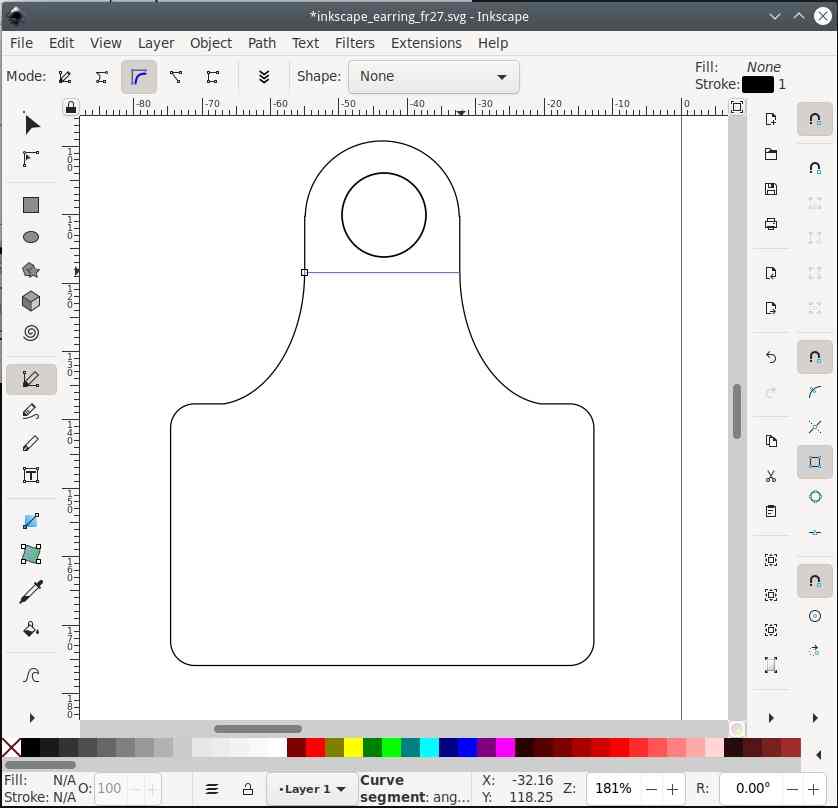 *inkscape_earring_fr27.svg - Inkscape
File Edit View Layer Object Path Text Filters Extensions Help
Mode: Shape: None
Fill: None
Stroke: 1
-80 -70 -60 -50 -40 -30 -20 -10 0
100
110
120
130
140
150
160
170
180
Fill: N/A O: 100 •Layer 1 Curve X: -32.16 Z: 181% R: 0.00°
Stroke: N/A segment: ang... Y: 118.25